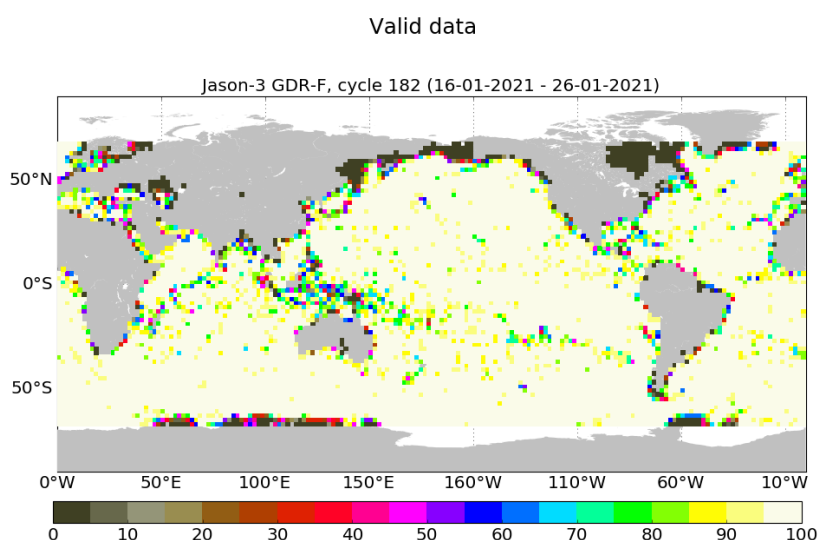 Valid data
Jason-3 GDR-F, cycle 182 (16-01-2021 - 26-01-2021)
50°N
0°S
50°S
0°W 50°E 100°E 150°E 160°W 110°W 60°W 10°W
0 10 20 30 40 50 60 70 80 90 100